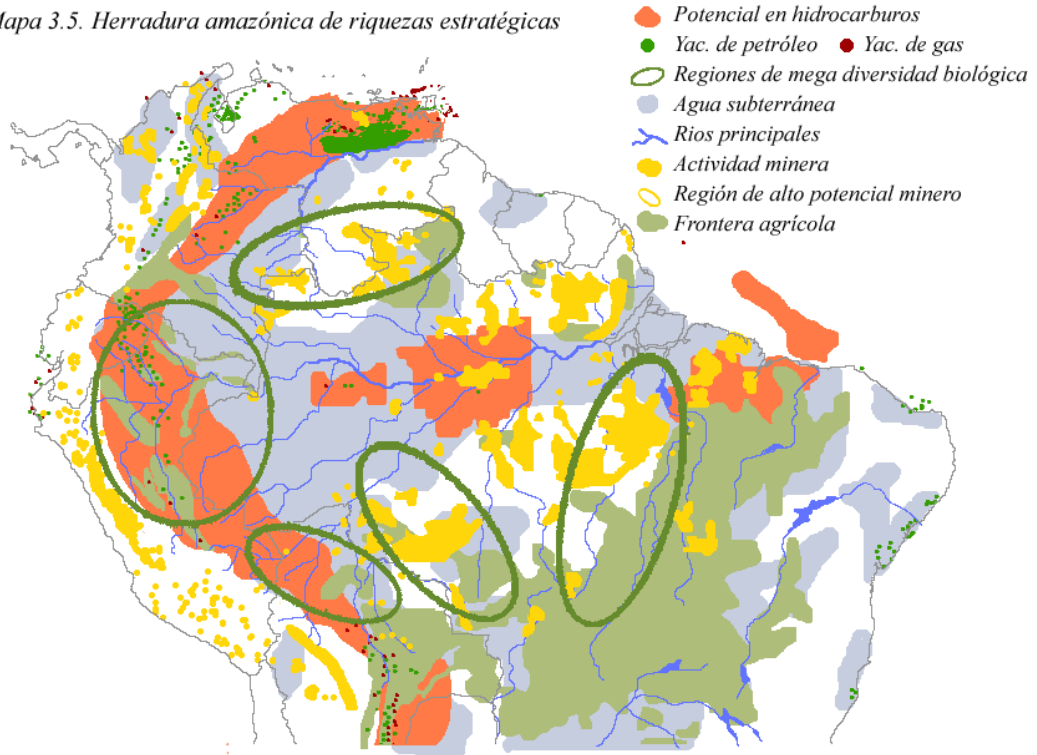 Mapa 3.5. Herradura amazónica de riquezas estratégicas
Potencial en hidrocarburos
Yac. de petróleo Yac. de gas
Regiones de mega diversidad biológica
Agua subterránea
Rios principales
Actividad minera
Región de alto potencial minero
Frontera agrícola